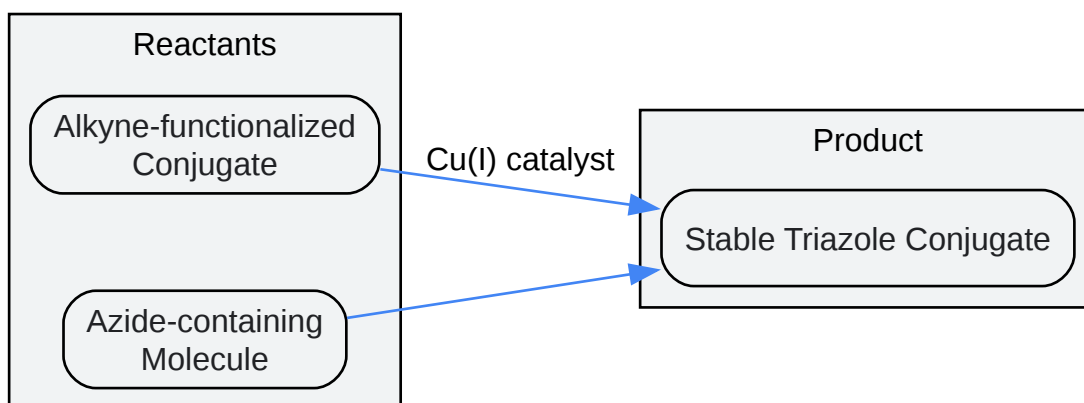 Reactants
Alkyne-functionalized
Conjugate
Cu(I) catalyst
Azide-containing
Molecule
Product
Stable Triazole Conjugate